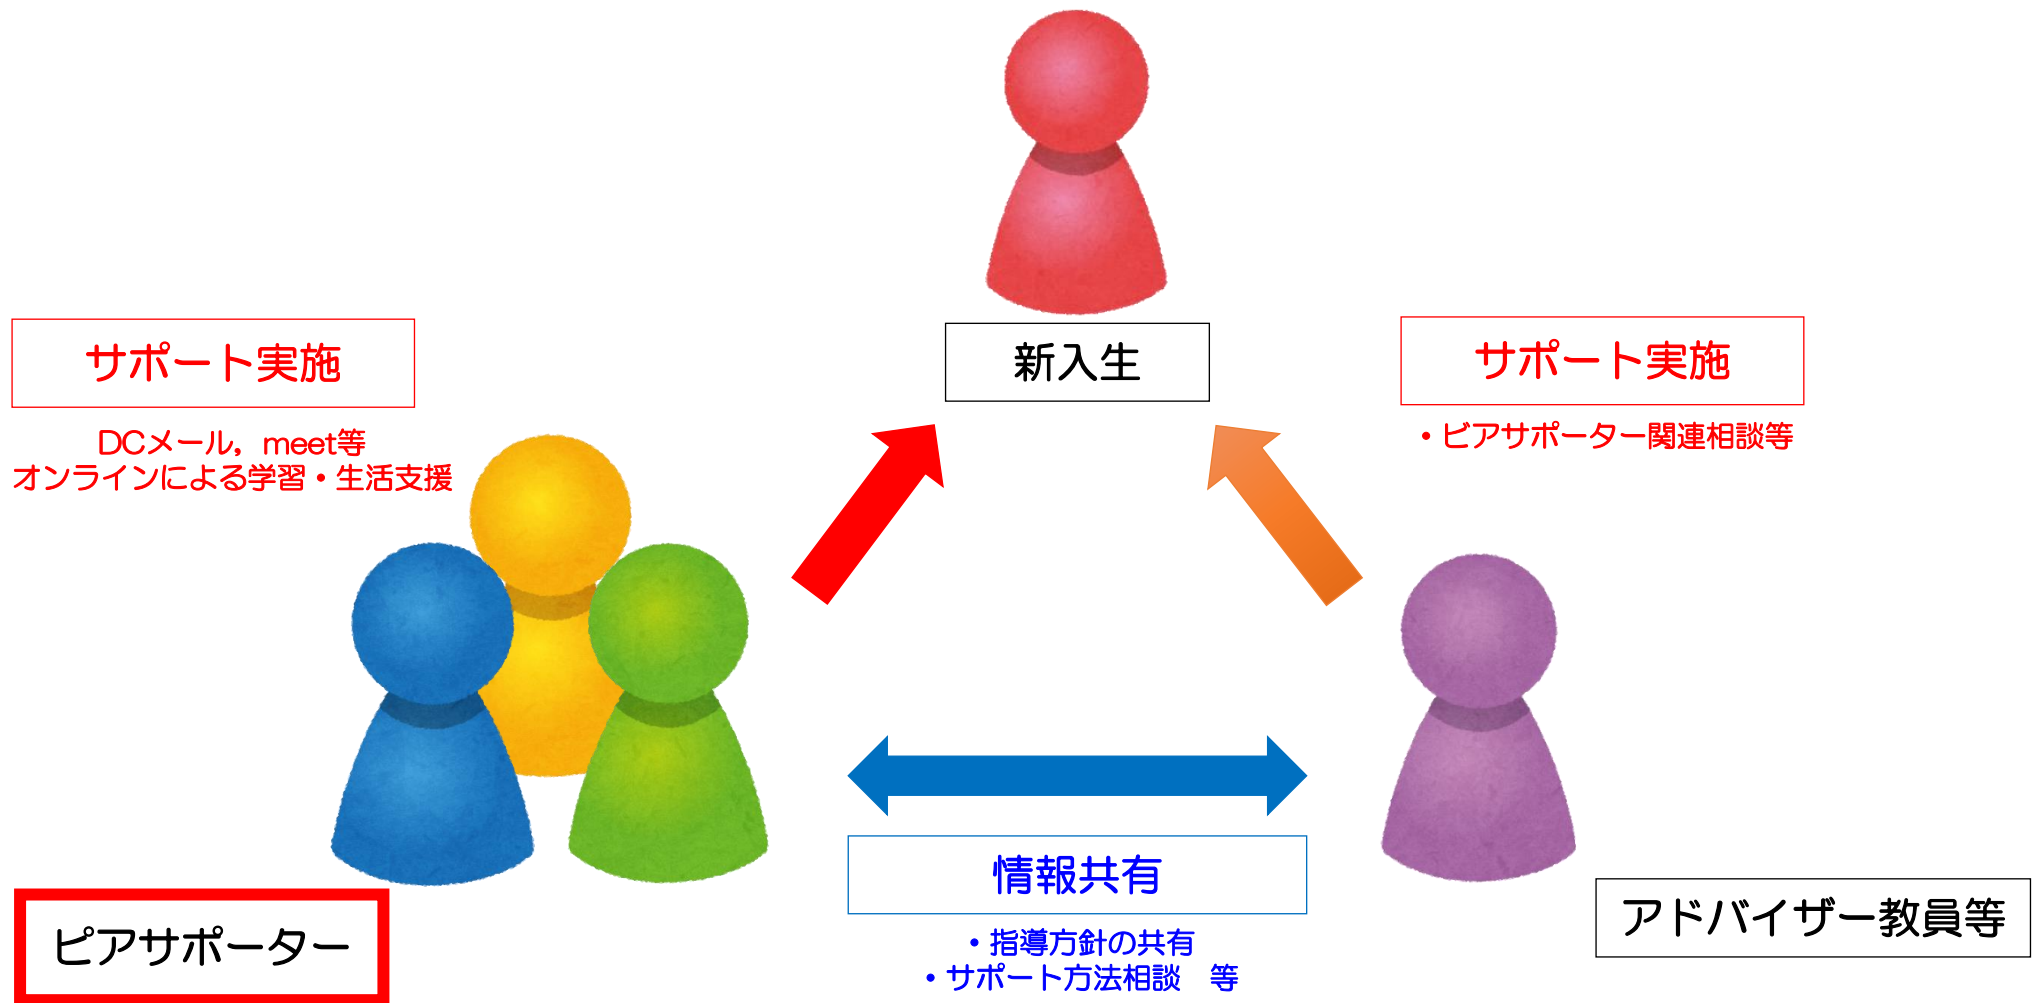 新入生
サポート実施
DCメール，meet等
オンラインによる学習・生活支援
サポート実施
・ピアサポーター関連相談等
ピアサポーター
情報共有
・指導方針の共有
・サポート方法相談　等
アドバイザー教員等